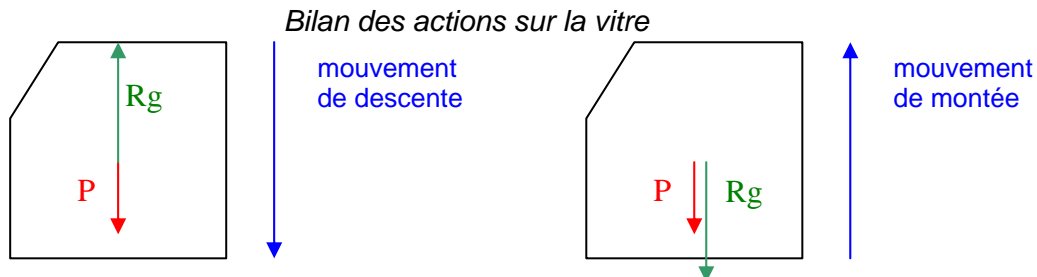 Bilan des actions sur la vitre
mouvement
de descente
Rg
P
mouvement
de montée
P
Rg